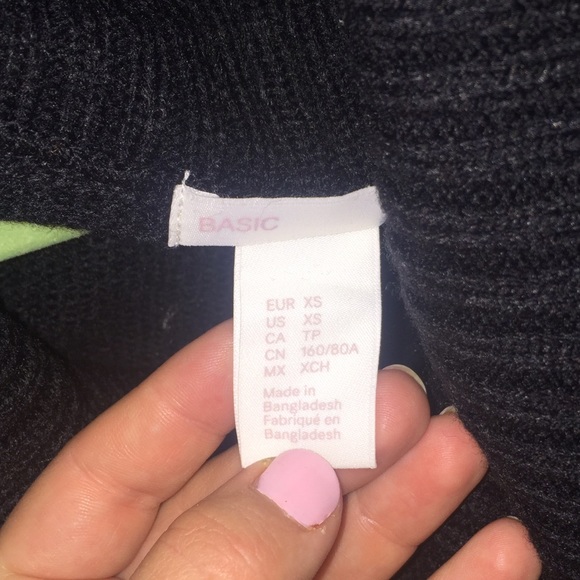 BASIC
EUR XS
US XS
CA TP
CN 160/80A
MX XCH
Made in
Bangladesh
Fabriqué en
Bangladesh